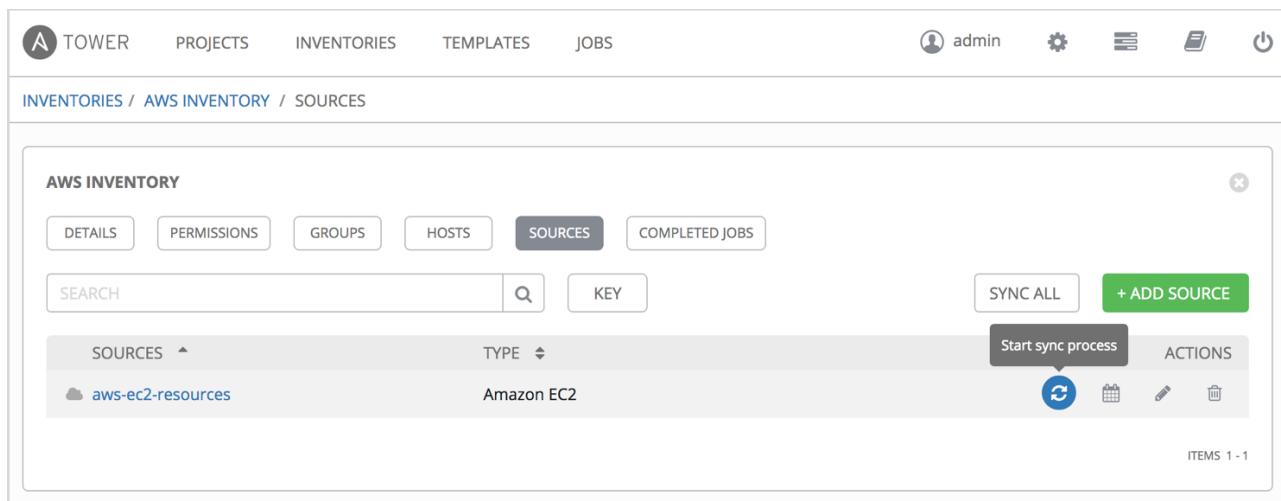 A TOWER PROJECTS INVENTORIES TEMPLATES JOBS admin
INVENTORIES / AWS INVENTORY / SOURCES
AWS INVENTORY
DETAILS PERMISSIONS GROUPS HOSTS SOURCES COMPLETED JOBS
SEARCH KEY SYNC ALL + ADD SOURCE
Start sync process
SOURCES TYPE ACTIONS
aws-ec2-resources Amazon EC2
ITEMS 1 - 1